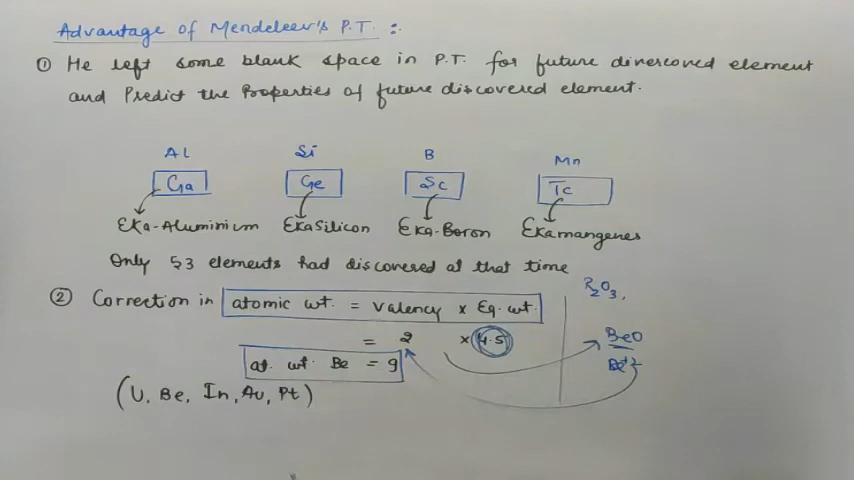 Advantage of Mendeleev's P.T. :-
① He left some blank space in P.T. for future divercoved element
and Predict the Properties of future discovered element.
Al Si B Mn
Ga Ge Sc Tc
Eka-Aluminium EkaSilicon Eka-Boron Ekamangenes
Only 53 elements had discovered at that time
② Correction in atomic wt. = Valency × Eq. wt.
R₂O₃,
= 2 × 4.5
BeO
at. wt. Be = 9
Be⁺²
(U, Be, In, Au, Pt)